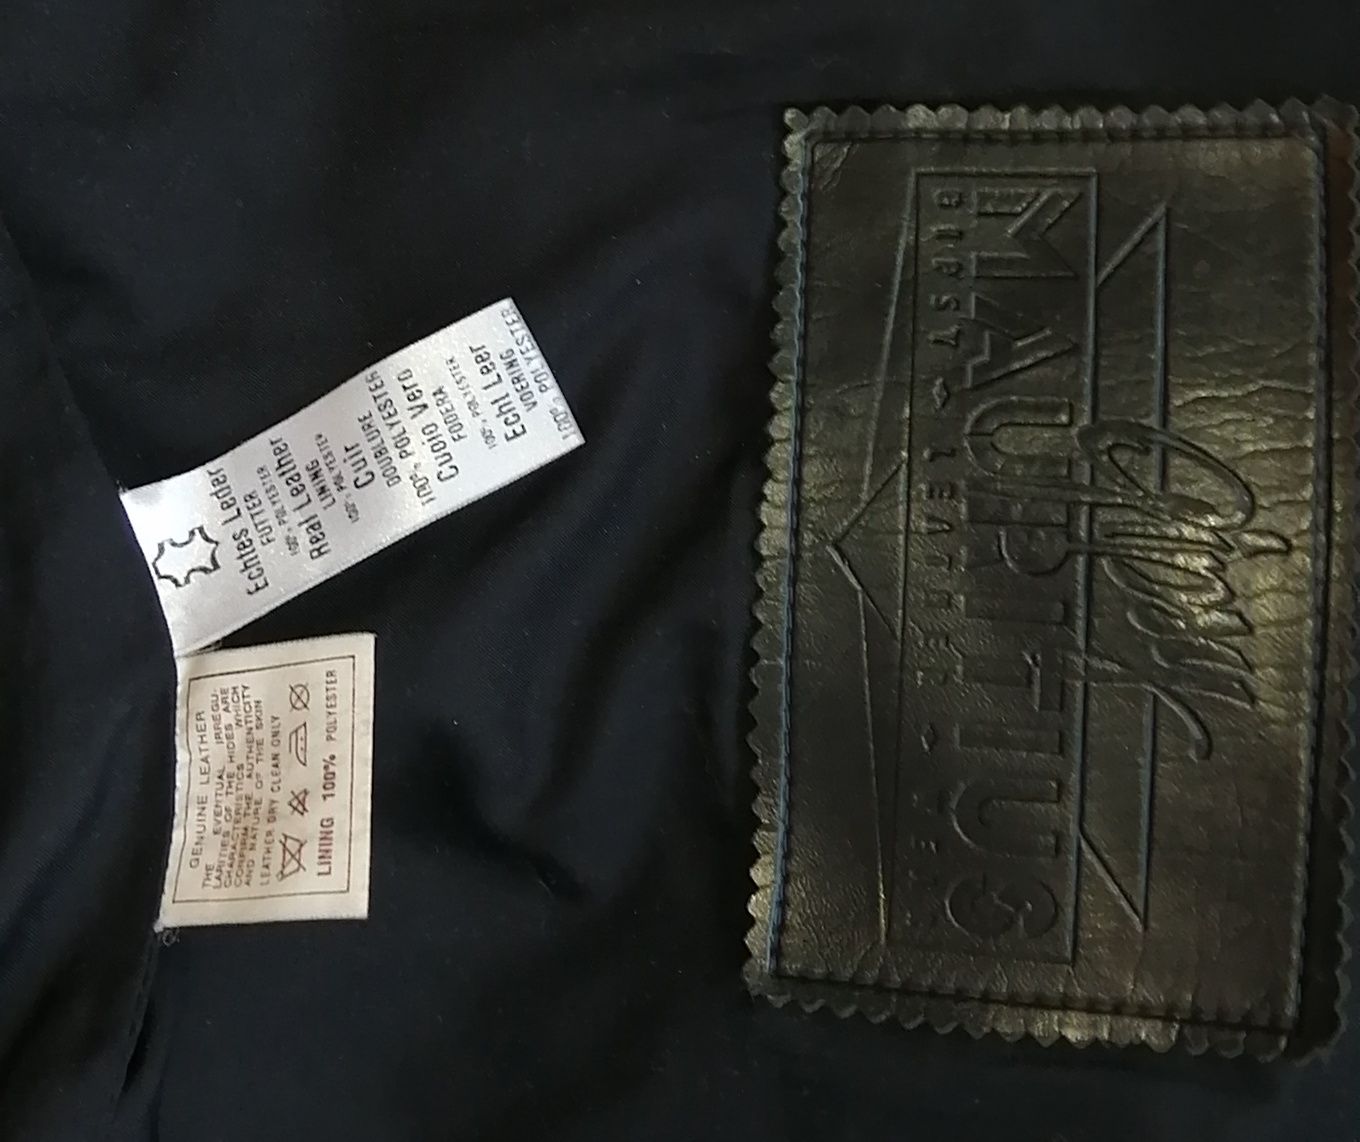 Echtes Leder
FUTTER
100% POLYESTER
Real Leather
LINING
100% POLYESTER
Cuir
DOUBLURE
100% POLYESTER
Cuoio Vero
FODERA
100% POLYESTER
Echt Leer
VOERING
100% POLYESTER
GENUINE LEATHER
THE EVENTUAL IRREGU-
LARITIES OF THE HIDES ARE
CHARACTERISTICS WHICH
CONFIRM THE AUTHENTICITY
AND NATURE OF THE SKIN
LEATHER DRY CLEAN ONLY
LINING 100% POLYESTER
MAURITIUS
GIPSY LEATHER